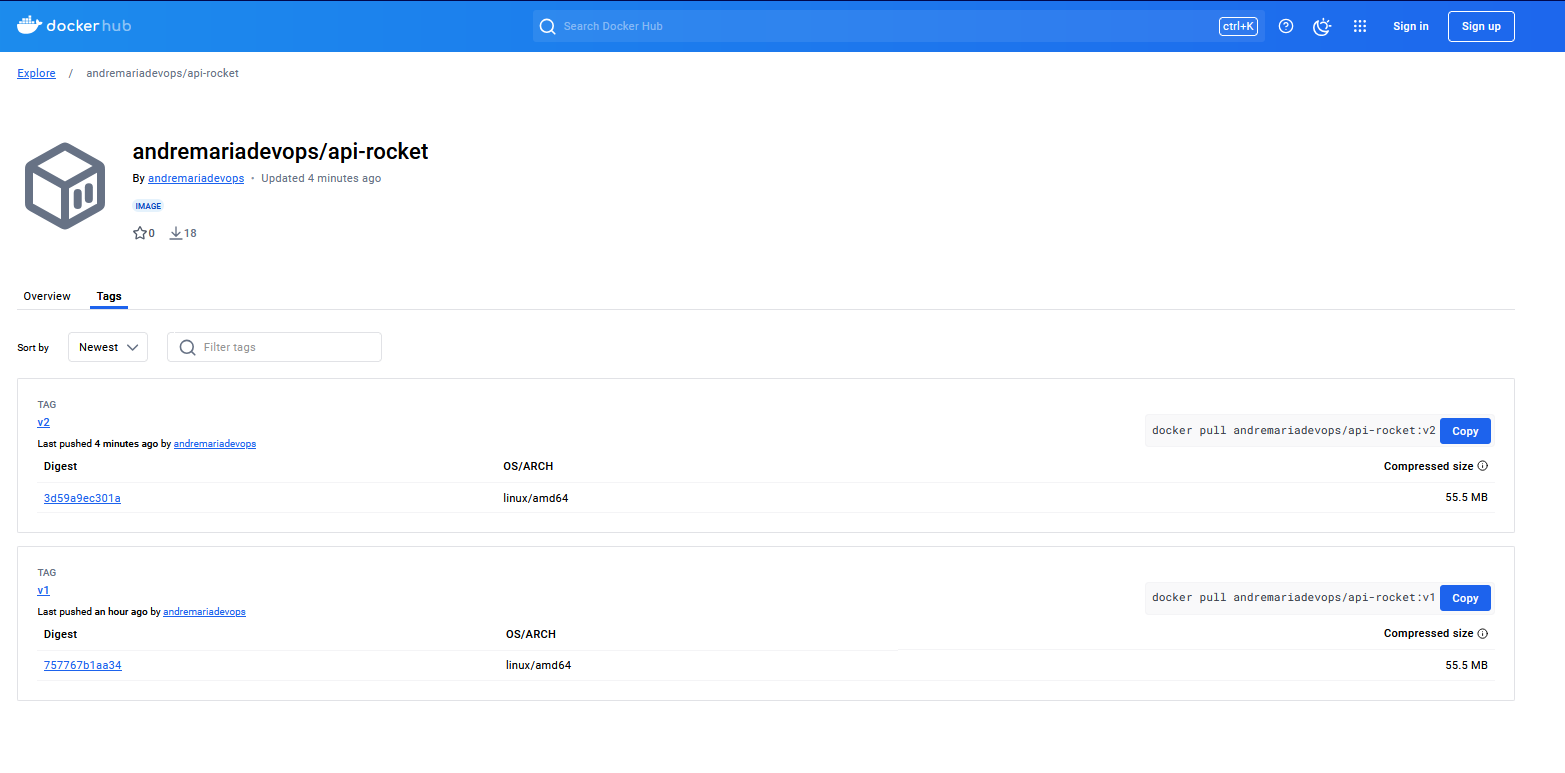 dockerhub
Search Docker Hub
ctrl+K
Sign in
Sign up
Explore / andremariadevops/api-rocket
andremariadevops/api-rocket
By andremariadevops · Updated 4 minutes ago
IMAGE
0 18
Overview Tags
Sort by Newest Filter tags
TAG
v2
Last pushed 4 minutes ago by andremariadevops
docker pull andremariadevops/api-rocket:v2 Copy
Digest OS/ARCH Compressed size
3d59a9ec301a linux/amd64 55.5 MB
TAG
v1
Last pushed an hour ago by andremariadevops
docker pull andremariadevops/api-rocket:v1 Copy
Digest OS/ARCH Compressed size
757767b1aa34 linux/amd64 55.5 MB